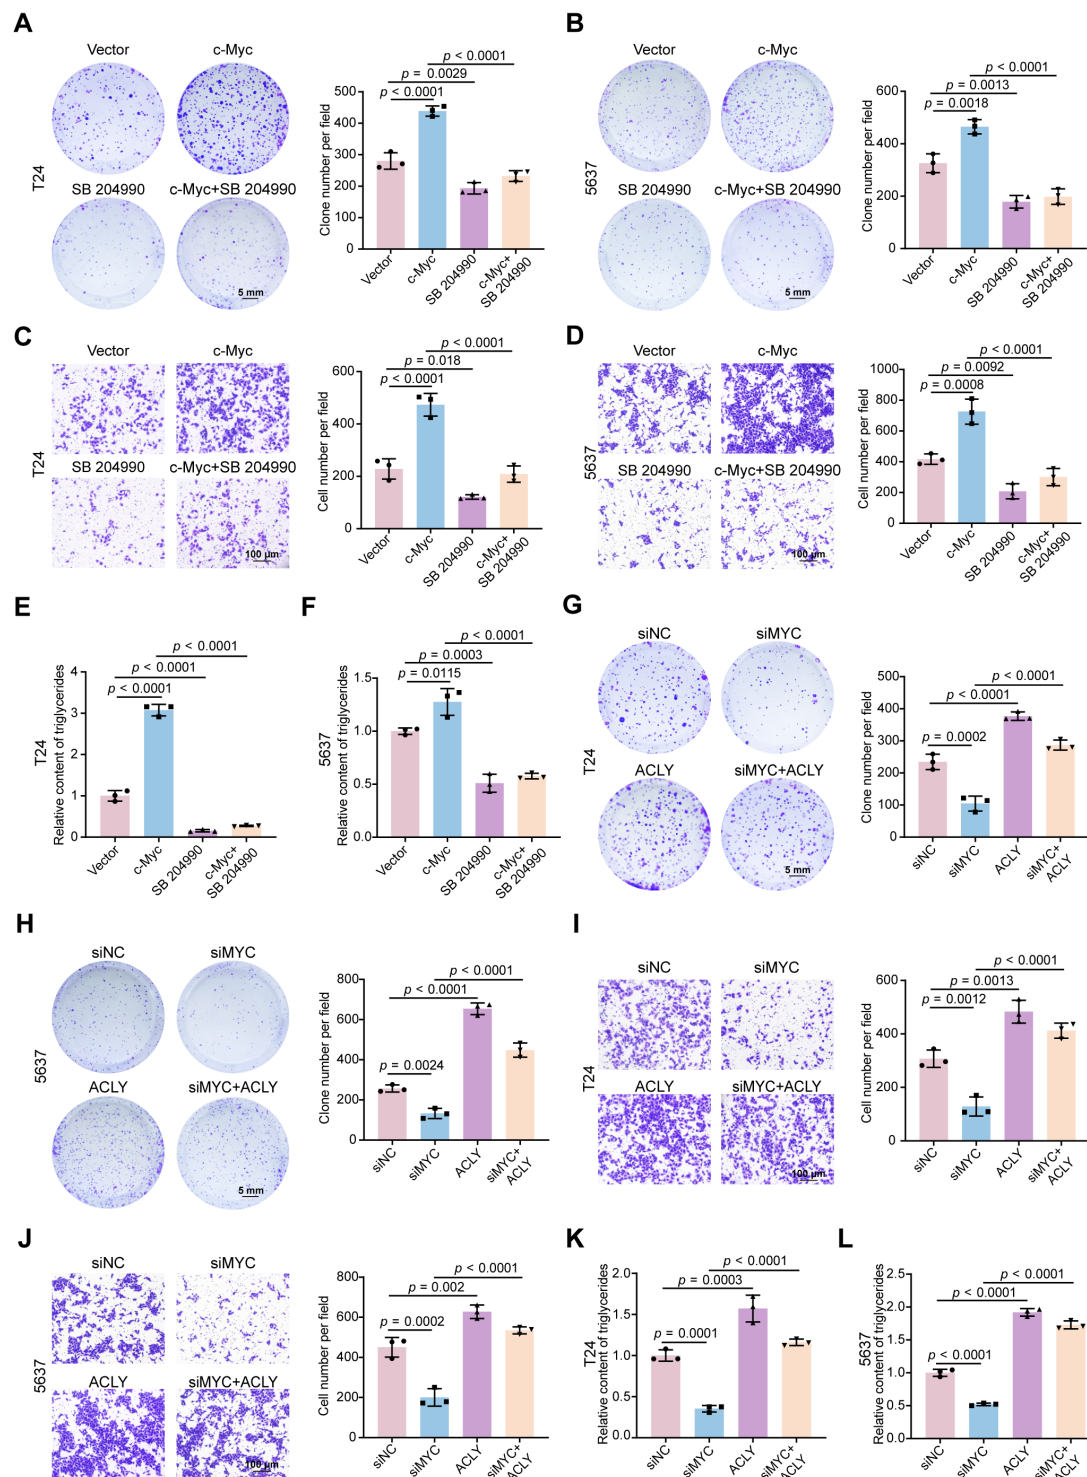 A
Vector
c-Myc
T24
SB 204990
c-Myc+SB 204990
5 mm
p < 0.0001
p = 0.0029
p < 0.0001
Clone number per field
500
400
300
200
100
0
Vector
c-Myc
SB 204990
c-Myc+
SB 204990
B
Vector
c-Myc
5637
SB 204990
c-Myc+SB 204990
5 mm
p < 0.0001
p = 0.0013
p = 0.0018
Clone number per field
600
400
200
0
Vector
c-Myc
SB 204990
c-Myc+
SB 204990
C
Vector
c-Myc
T24
SB 204990
c-Myc+SB 204990
100 μm
p < 0.0001
p = 0.018
p < 0.0001
Cell number per field
600
400
200
0
Vector
c-Myc
SB 204990
c-Myc+
SB 204990
D
Vector
c-Myc
5637
SB 204990
c-Myc+SB 204990
100 μm
p < 0.0001
p = 0.0092
p = 0.0008
Cell number per field
1000
800
600
400
200
0
Vector
c-Myc
SB 204990
c-Myc+
SB 204990
E
p < 0.0001
p < 0.0001
p < 0.0001
T24
Relative content of triglycerides
4
3
2
1
0
Vector
c-Myc
SB 204990
c-Myc+
SB 204990
F
p < 0.0001
p = 0.0003
p = 0.0115
5637
Relative content of triglycerides
1.5
1.0
0.5
0.0
Vector
c-Myc
SB 204990
c-Myc+
SB 204990
G
siNC
siMYC
T24
ACLY
siMYC+ACLY
5 mm
p < 0.0001
p < 0.0001
p = 0.0002
Clone number per field
500
400
300
200
100
0
siNC
siMYC
ACLY
siMYC+
ACLY
H
siNC
siMYC
5637
ACLY
siMYC+ACLY
5 mm
p < 0.0001
p < 0.0001
p = 0.0024
Clone number per field
800
600
400
200
0
siNC
siMYC
ACLY
siMYC+
ACLY
I
siNC
siMYC
T24
ACLY
siMYC+ACLY
100 μm
p < 0.0001
p = 0.0013
p = 0.0012
Cell number per field
600
400
200
0
siNC
siMYC
ACLY
siMYC+
ACLY
J
siNC
siMYC
5637
ACLY
siMYC+ACLY
100 μm
p < 0.0001
p = 0.002
p = 0.0002
Cell number per field
800
600
400
200
0
siNC
siMYC
ACLY
siMYC+
ACLY
K
p < 0.0001
p = 0.0003
p = 0.0001
T24
Relative content of triglycerides
2.0
1.5
1.0
0.5
0.0
siNC
siMYC
ACLY
siMYC+
ACLY
L
p < 0.0001
p < 0.0001
p < 0.0001
5637
Relative content of triglycerides
2.5
2.0
1.5
1.0
0.5
0.0
siNC
siMYC
ACLY
siMYC+
ACLY